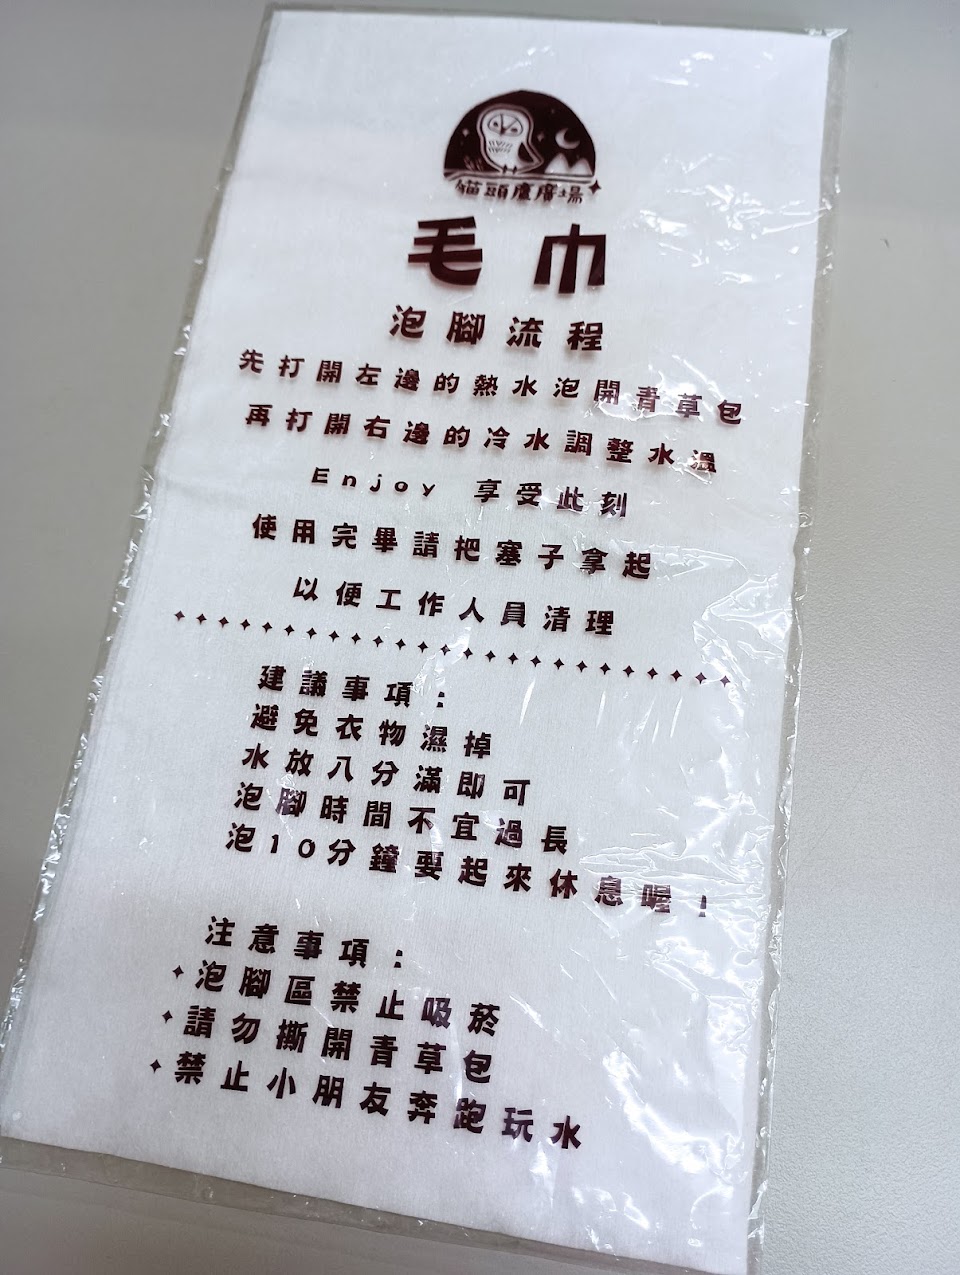 貓頭鷹廣場
毛巾
泡腳流程
先打開左邊的熱水泡開青草包
再打開右邊的冷水調整水溫
Enjoy 享受此刻
使用完畢請把塞子拿起
以便工作人員清理
建議事項：
避免衣物濕掉
水放八分滿即可
泡腳時間不宜過長
泡10分鐘要起來休息喔！
注意事項：
✦泡腳區禁止吸菸
✦請勿撕開青草包
✦禁止小朋友奔跑玩水